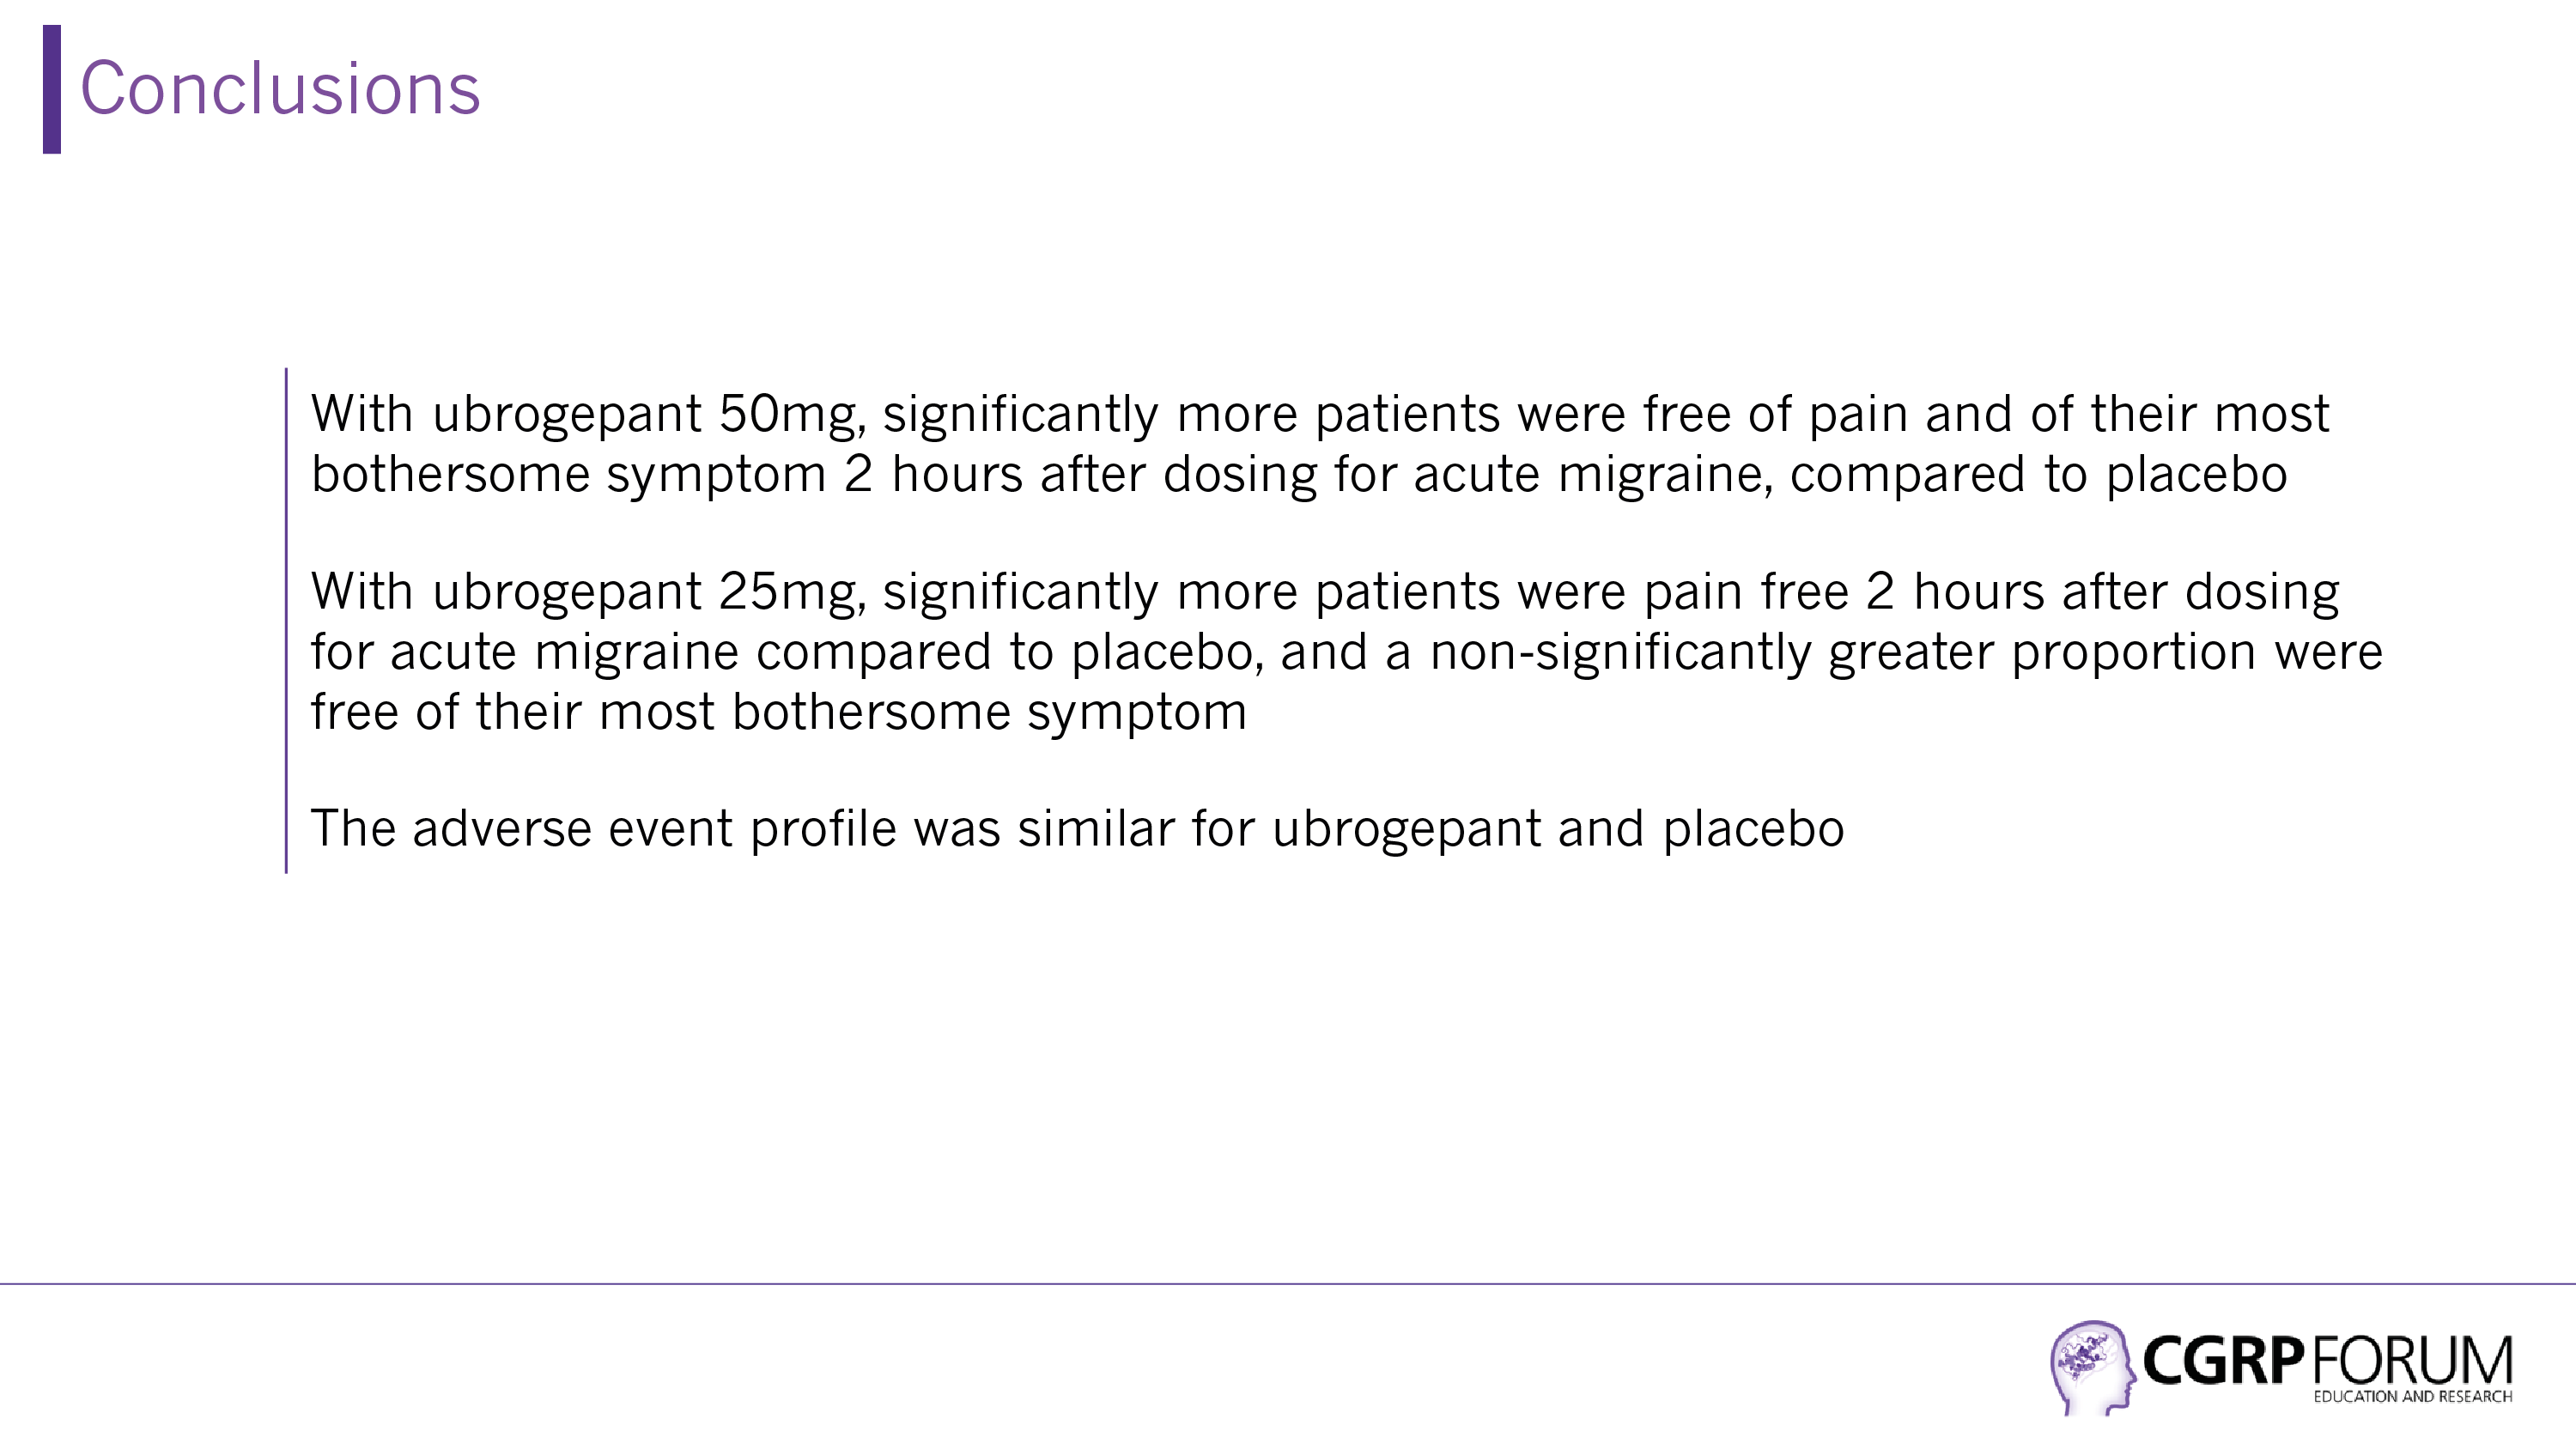 Conclusions
With ubrogepant 50mg, significantly more patients were free of pain and of their most
bothersome symptom 2 hours after dosing for acute migraine, compared to placebo
With ubrogepant 25mg, significantly more patients were pain free 2 hours after dosing
for acute migraine compared to placebo, and a non-significantly greater proportion were
free of their most bothersome symptom
The adverse event profile was similar for ubrogepant and placebo
CGRP FORUM
EDUCATION AND RESEARCH